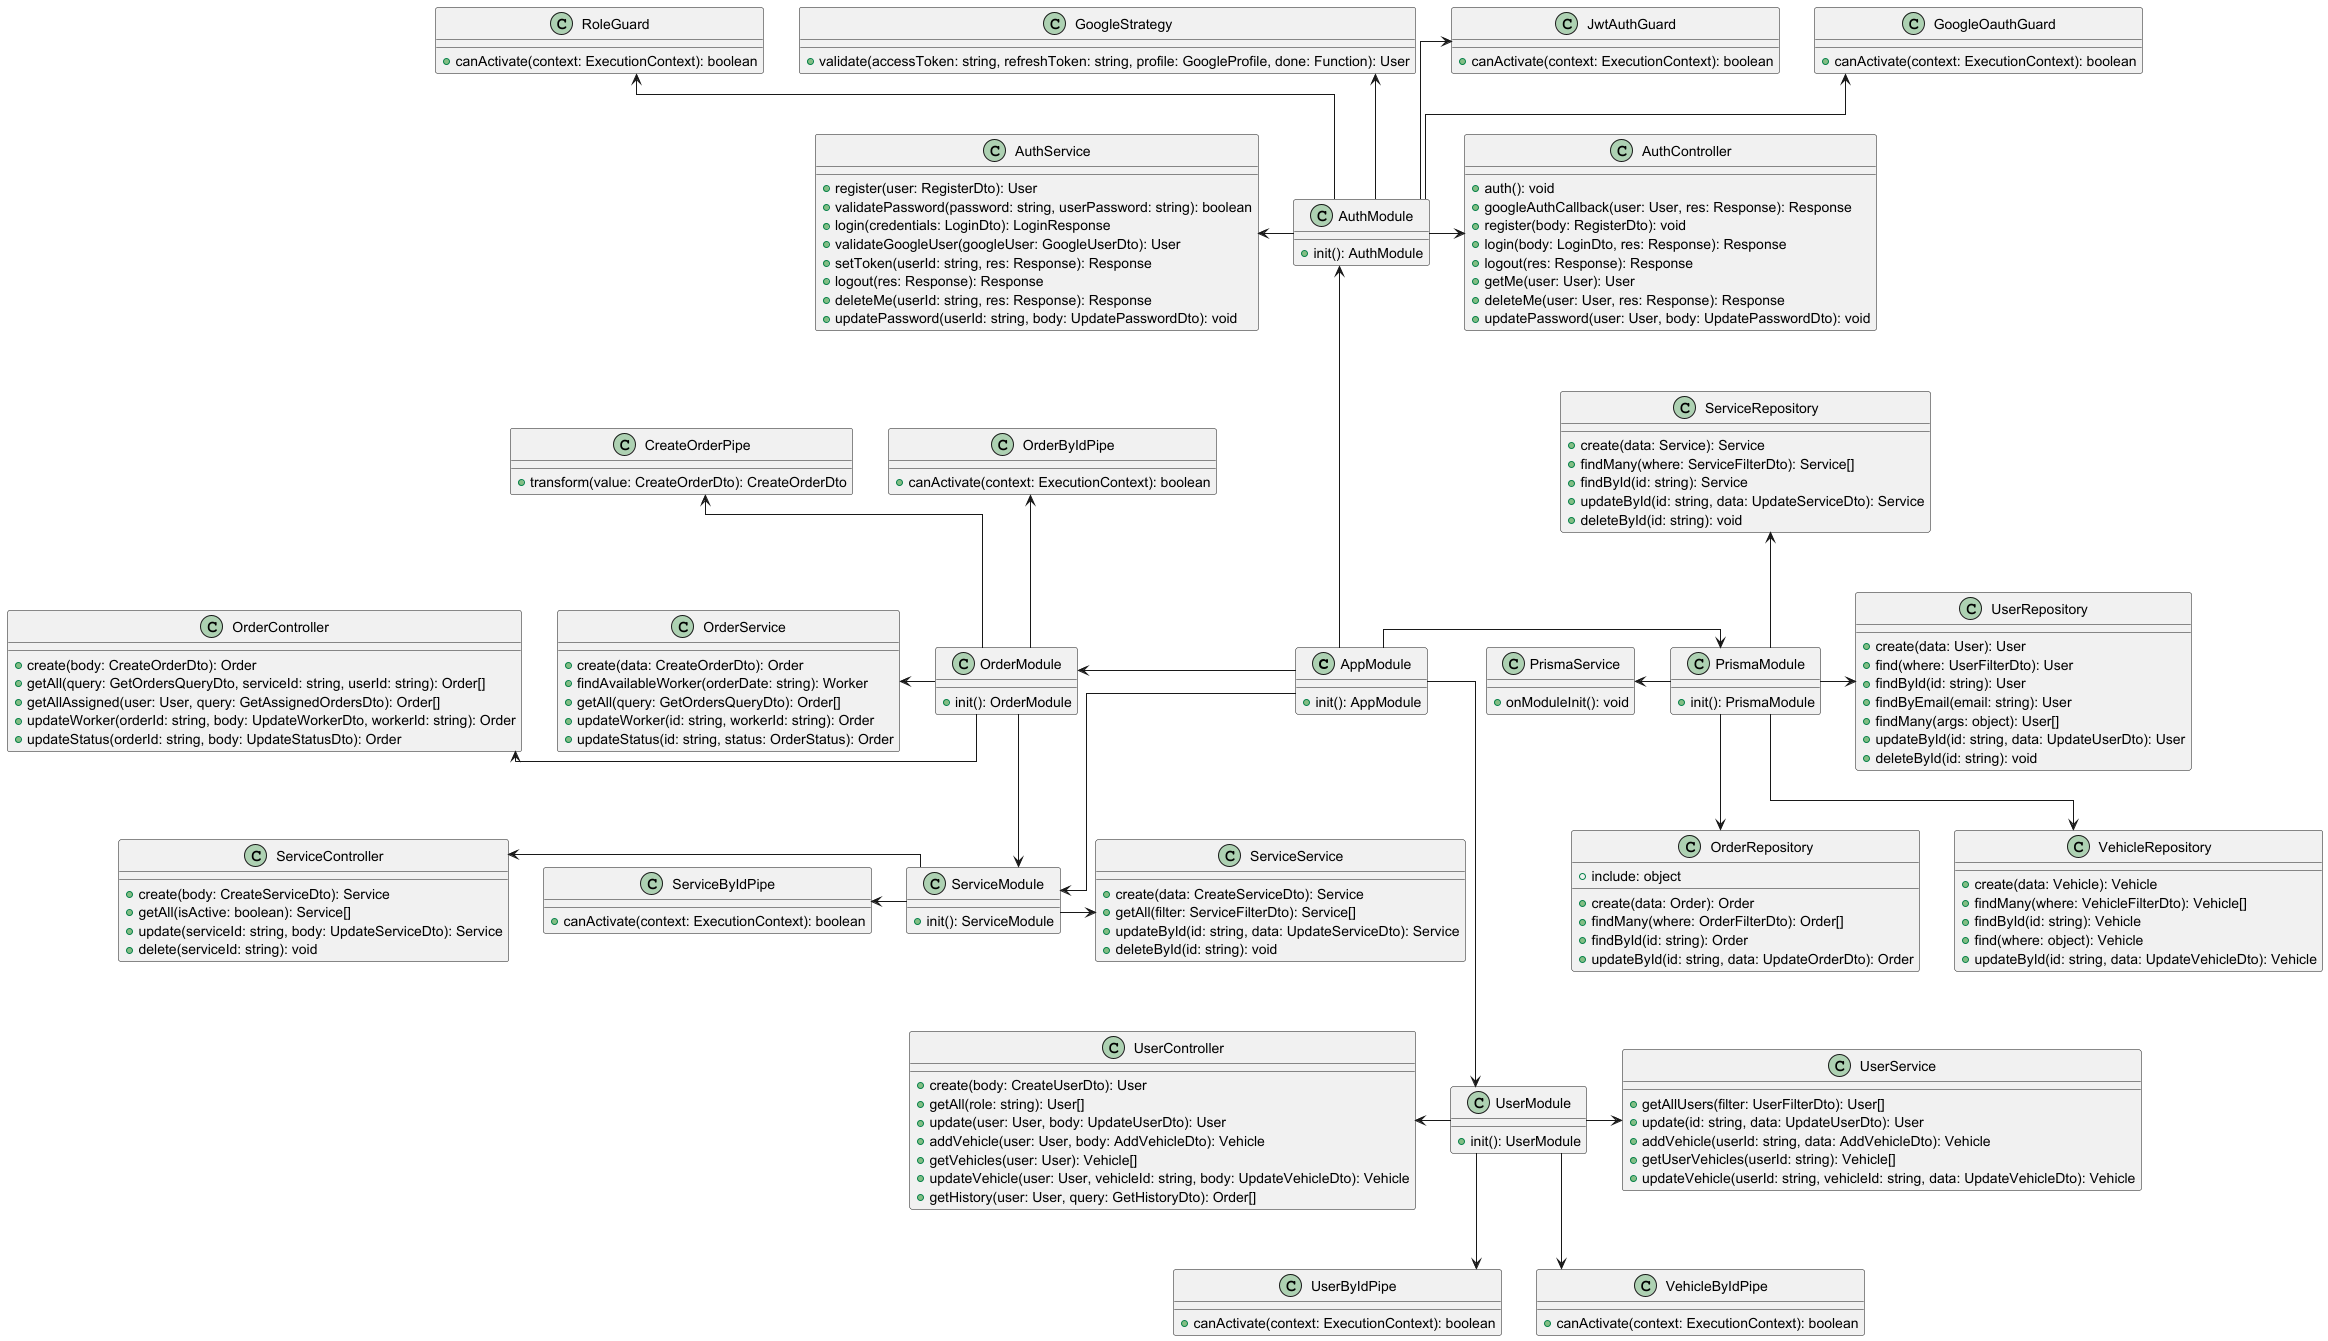 C RoleGuard
canActivate(context: ExecutionContext): boolean
C GoogleStrategy
validate(accessToken: string, refreshToken: string, profile: GoogleProfile, done: Function): User
C JwtAuthGuard
canActivate(context: ExecutionContext): boolean
C GoogleOauthGuard
canActivate(context: ExecutionContext): boolean
C AuthService
register(user: RegisterDto): User
validatePassword(password: string, userPassword: string): boolean
login(credentials: LoginDto): LoginResponse
validateGoogleUser(googleUser: GoogleUserDto): User
setToken(userId: string, res: Response): Response
logout(res: Response): Response
deleteMe(userId: string, res: Response): Response
updatePassword(userId: string, body: UpdatePasswordDto): void
C AuthModule
init(): AuthModule
C AuthController
auth(): void
googleAuthCallback(user: User, res: Response): Response
register(body: RegisterDto): void
login(body: LoginDto, res: Response): Response
logout(res: Response): Response
getMe(user: User): User
deleteMe(user: User, res: Response): Response
updatePassword(user: User, body: UpdatePasswordDto): void
C CreateOrderPipe
transform(value: CreateOrderDto): CreateOrderDto
C OrderByIdPipe
canActivate(context: ExecutionContext): boolean
C ServiceRepository
create(data: Service): Service
findMany(where: ServiceFilterDto): Service[]
findById(id: string): Service
updateById(id: string, data: UpdateServiceDto): Service
deleteById(id: string): void
C OrderController
create(body: CreateOrderDto): Order
getAll(query: GetOrdersQueryDto, serviceId: string, userId: string): Order[]
getAllAssigned(user: User, query: GetAssignedOrdersDto): Order[]
updateWorker(orderId: string, body: UpdateWorkerDto, workerId: string): Order
updateStatus(orderId: string, body: UpdateStatusDto): Order
C OrderService
create(data: CreateOrderDto): Order
findAvailableWorker(orderDate: string): Worker
getAll(query: GetOrdersQueryDto): Order[]
updateWorker(id: string, workerId: string): Order
updateStatus(id: string, status: OrderStatus): Order
C OrderModule
init(): OrderModule
C AppModule
init(): AppModule
C PrismaService
onModuleInit(): void
C PrismaModule
init(): PrismaModule
C UserRepository
create(data: User): User
find(where: UserFilterDto): User
findById(id: string): User
findByEmail(email: string): User
findMany(args: object): User[]
updateById(id: string, data: UpdateUserDto): User
deleteById(id: string): void
C ServiceController
create(body: CreateServiceDto): Service
getAll(isActive: boolean): Service[]
update(serviceId: string, body: UpdateServiceDto): Service
delete(serviceId: string): void
C ServiceByIdPipe
canActivate(context: ExecutionContext): boolean
C ServiceModule
init(): ServiceModule
C ServiceService
create(data: CreateServiceDto): Service
getAll(filter: ServiceFilterDto): Service[]
updateById(id: string, data: UpdateServiceDto): Service
deleteById(id: string): void
C OrderRepository
include: object
create(data: Order): Order
findMany(where: OrderFilterDto): Order[]
findById(id: string): Order
updateById(id: string, data: UpdateOrderDto): Order
C VehicleRepository
create(data: Vehicle): Vehicle
findMany(where: VehicleFilterDto): Vehicle[]
findById(id: string): Vehicle
find(where: object): Vehicle
updateById(id: string, data: UpdateVehicleDto): Vehicle
C UserController
create(body: CreateUserDto): User
getAll(role: string): User[]
update(user: User, body: UpdateUserDto): User
addVehicle(user: User, body: AddVehicleDto): Vehicle
getVehicles(user: User): Vehicle[]
updateVehicle(user: User, vehicleId: string, body: UpdateVehicleDto): Vehicle
getHistory(user: User, query: GetHistoryDto): Order[]
C UserModule
init(): UserModule
C UserService
getAllUsers(filter: UserFilterDto): User[]
update(id: string, data: UpdateUserDto): User
addVehicle(userId: string, data: AddVehicleDto): Vehicle
getUserVehicles(userId: string): Vehicle[]
updateVehicle(userId: string, vehicleId: string, data: UpdateVehicleDto): Vehicle
C UserByIdPipe
canActivate(context: ExecutionContext): boolean
C VehicleByIdPipe
canActivate(context: ExecutionContext): boolean